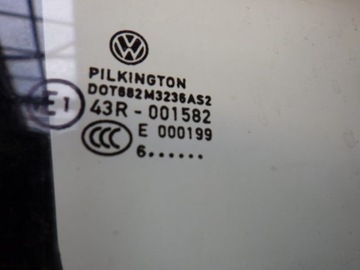 PILKINGTON
DOT682M3236AS2
E1 43R - 001582
CCC E 000199
6......